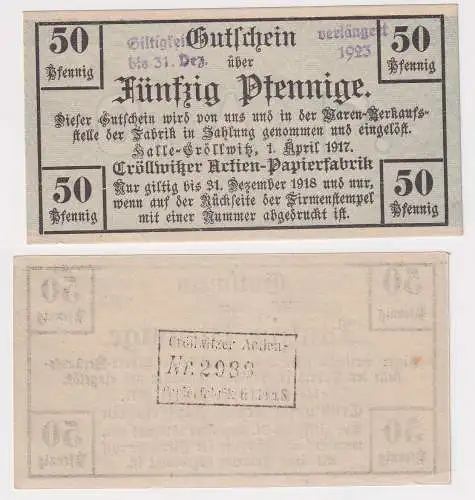 50 Pfennig
Giltigkeit verlängert
bis 31. Dez. 1923
Gutschein
über
50 Pfennig
Fünfzig Pfennige.
Dieser Gutschein wird von uns und in der Waren-Verkaufs-
stelle der Fabrik in Zahlung genommen und eingelöst.
Halle-Cröllwitz, 1. April 1917.
50 Pfennig
Cröllwitzer Actien-Papierfabrik
50 Pfennig
Nur giltig bis 31. Dezember 1918 und nur,
wenn auf der Rückseite der Firmenstempel
mit einer Nummer abgedruckt ist.
Cröllwitzer Actien-
Nr. 2989